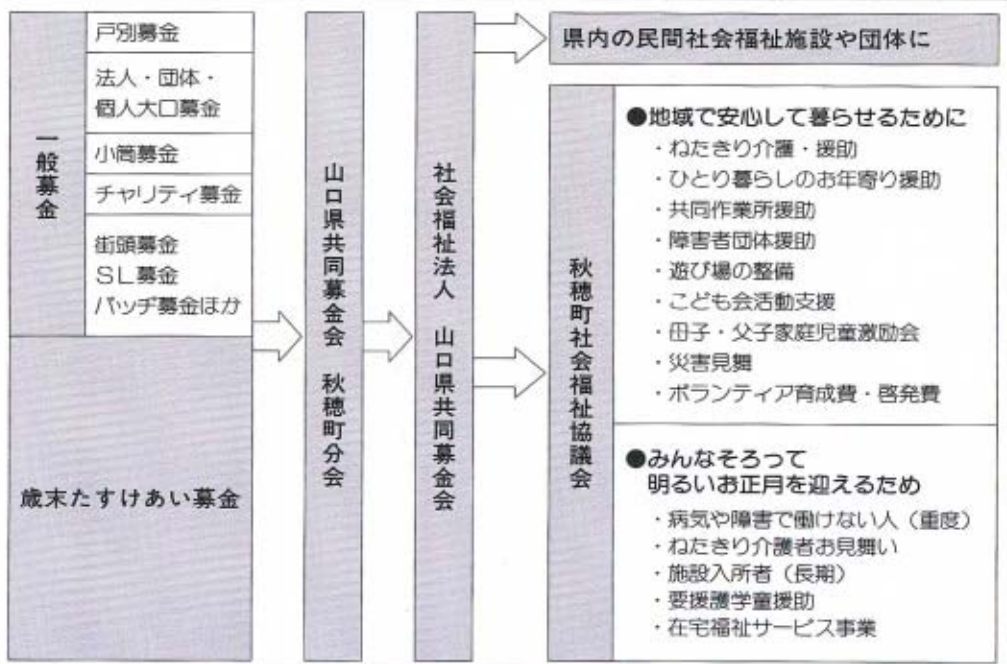 一般募金
戸別募金
法人・団体・
個人大口募金
小筒募金
チャリティ募金
街頭募金
ＳＬ募金
バッヂ募金ほか
歳末たすけあい募金
山口県共同募金会　秋穂町分会
社会福祉法人　山口県共同募金会
県内の民間社会福祉施設や団体に
秋穂町社会福祉協議会
●地域で安心して暮らせるために
・ねたきり介護・援助
・ひとり暮らしのお年寄り援助
・共同作業所援助
・障害者団体援助
・遊び場の整備
・こども会活動支援
・母子・父子家庭児童激励会
・災害見舞
・ボランティア育成費・啓発費
●みんなそろって
明るいお正月を迎えるため
・病気や障害で働けない人（重度）
・ねたきり介護者お見舞い
・施設入所者（長期）
・要援護学童援助
・在宅福祉サービス事業